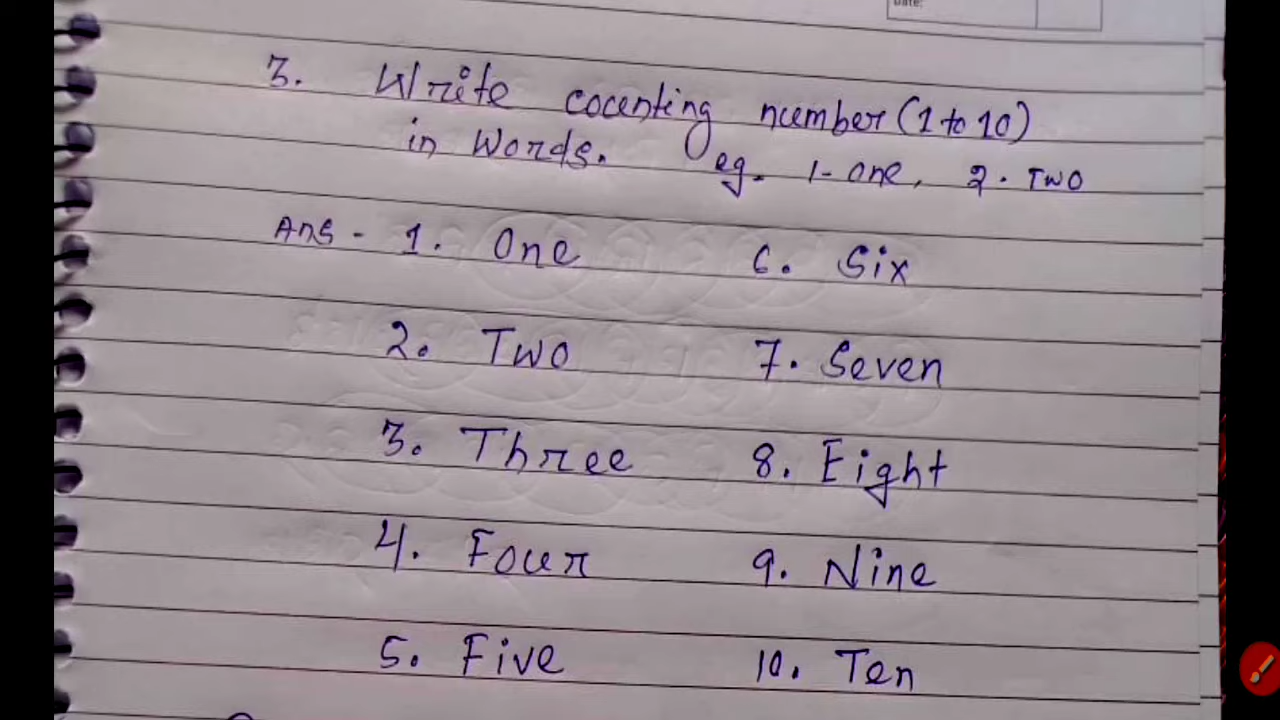 Date:
3. Write counting number (1 to 10)
in Words. eg. 1- One, 2. Two
Ans - 1. One 6. Six
2. Two 7. Seven
3. Three 8. Eight
4. Four 9. Nine
5. Five 10. Ten